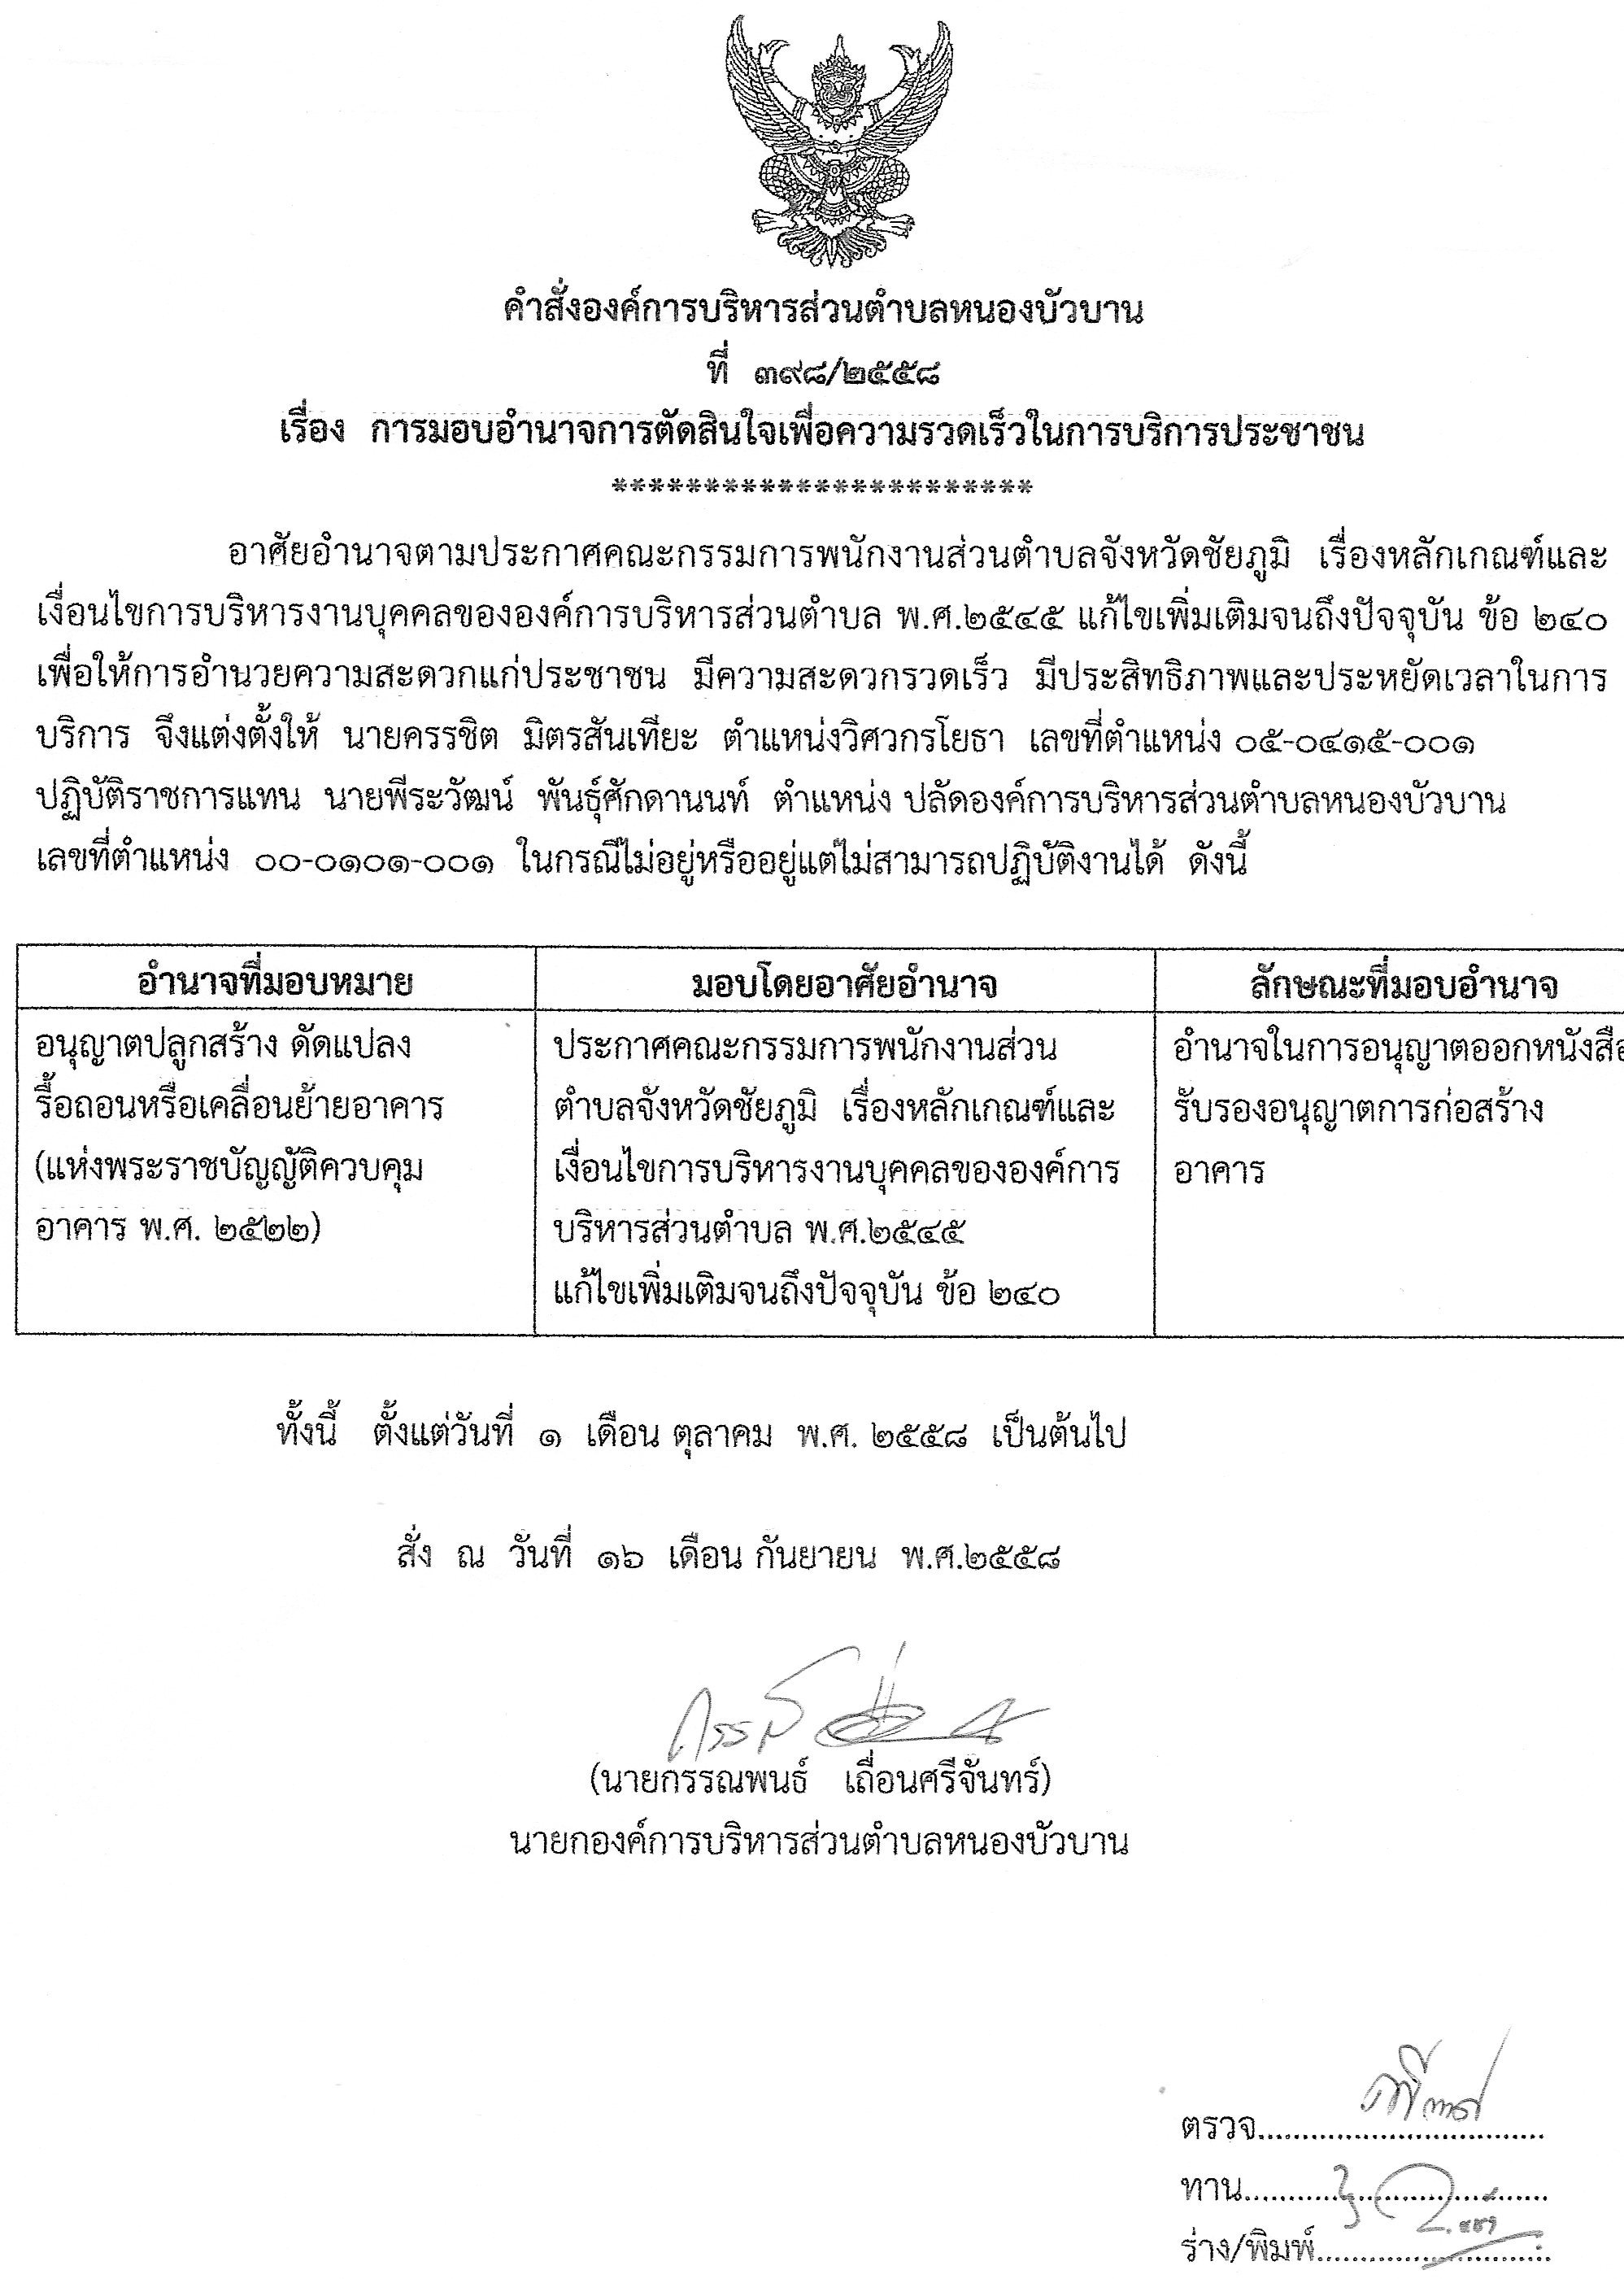 คำสั่งองค์การบริหารส่วนตำบลหนองบัวบาน
ที่ ๓๙๘/๒๕๕๘
เรื่อง การมอบอำนาจการตัดสินใจเพื่อความรวดเร็วในการบริการประชาชน
***********************
อาศัยอำนาจตามประกาศคณะกรรมการพนักงานส่วนตำบลจังหวัดชัยภูมิ เรื่องหลักเกณฑ์และ
เงื่อนไขการบริหารงานบุคคลขององค์การบริหารส่วนตำบล พ.ศ.๒๕๔๕ แก้ไขเพิ่มเติมจนถึงปัจจุบัน ข้อ ๒๔๐
เพื่อให้การอำนวยความสะดวกแก่ประชาชน มีความสะดวกรวดเร็ว มีประสิทธิภาพและประหยัดเวลาในการ
บริการ จึงแต่งตั้งให้ นายครรชิต มิตรสันเทียะ ตำแหน่งวิศวกรโยธา เลขที่ตำแหน่ง ๐๕-๐๔๑๕-๐๐๑
ปฏิบัติราชการแทน นายพีระวัฒน์ พันธุ์ศักดานนท์ ตำแหน่ง ปลัดองค์การบริหารส่วนตำบลหนองบัวบาน
เลขที่ตำแหน่ง ๐๐-๐๑๐๑-๐๐๑ ในกรณีไม่อยู่หรืออยู่แต่ไม่สามารถปฏิบัติงานได้ ดังนี้
อำนาจที่มอบหมาย
มอบโดยอาศัยอำนาจ
ลักษณะที่มอบอำนาจ
อนุญาตปลูกสร้าง ดัดแปลง
รื้อถอนหรือเคลื่อนย้ายอาคาร
(แห่งพระราชบัญญัติควบคุม
อาคาร พ.ศ. ๒๕๒๒)
ประกาศคณะกรรมการพนักงานส่วน
ตำบลจังหวัดชัยภูมิ เรื่องหลักเกณฑ์และ
เงื่อนไขการบริหารงานบุคคลขององค์การ
บริหารส่วนตำบล พ.ศ.๒๕๔๕
แก้ไขเพิ่มเติมจนถึงปัจจุบัน ข้อ ๒๔๐
อำนาจในการอนุญาตออกหนังสือ
รับรองอนุญาตการก่อสร้าง
อาคาร
ทั้งนี้ ตั้งแต่วันที่ ๑ เดือน ตุลาคม พ.ศ. ๒๕๕๘ เป็นต้นไป
สั่ง ณ วันที่ ๑๖ เดือน กันยายน พ.ศ.๒๕๕๘
(นายกรรณพนธ์ เถื่อนศรีจันทร์)
นายกองค์การบริหารส่วนตำบลหนองบัวบาน
ตรวจ................................
ทาน..................................
ร่าง/พิมพ์..........................